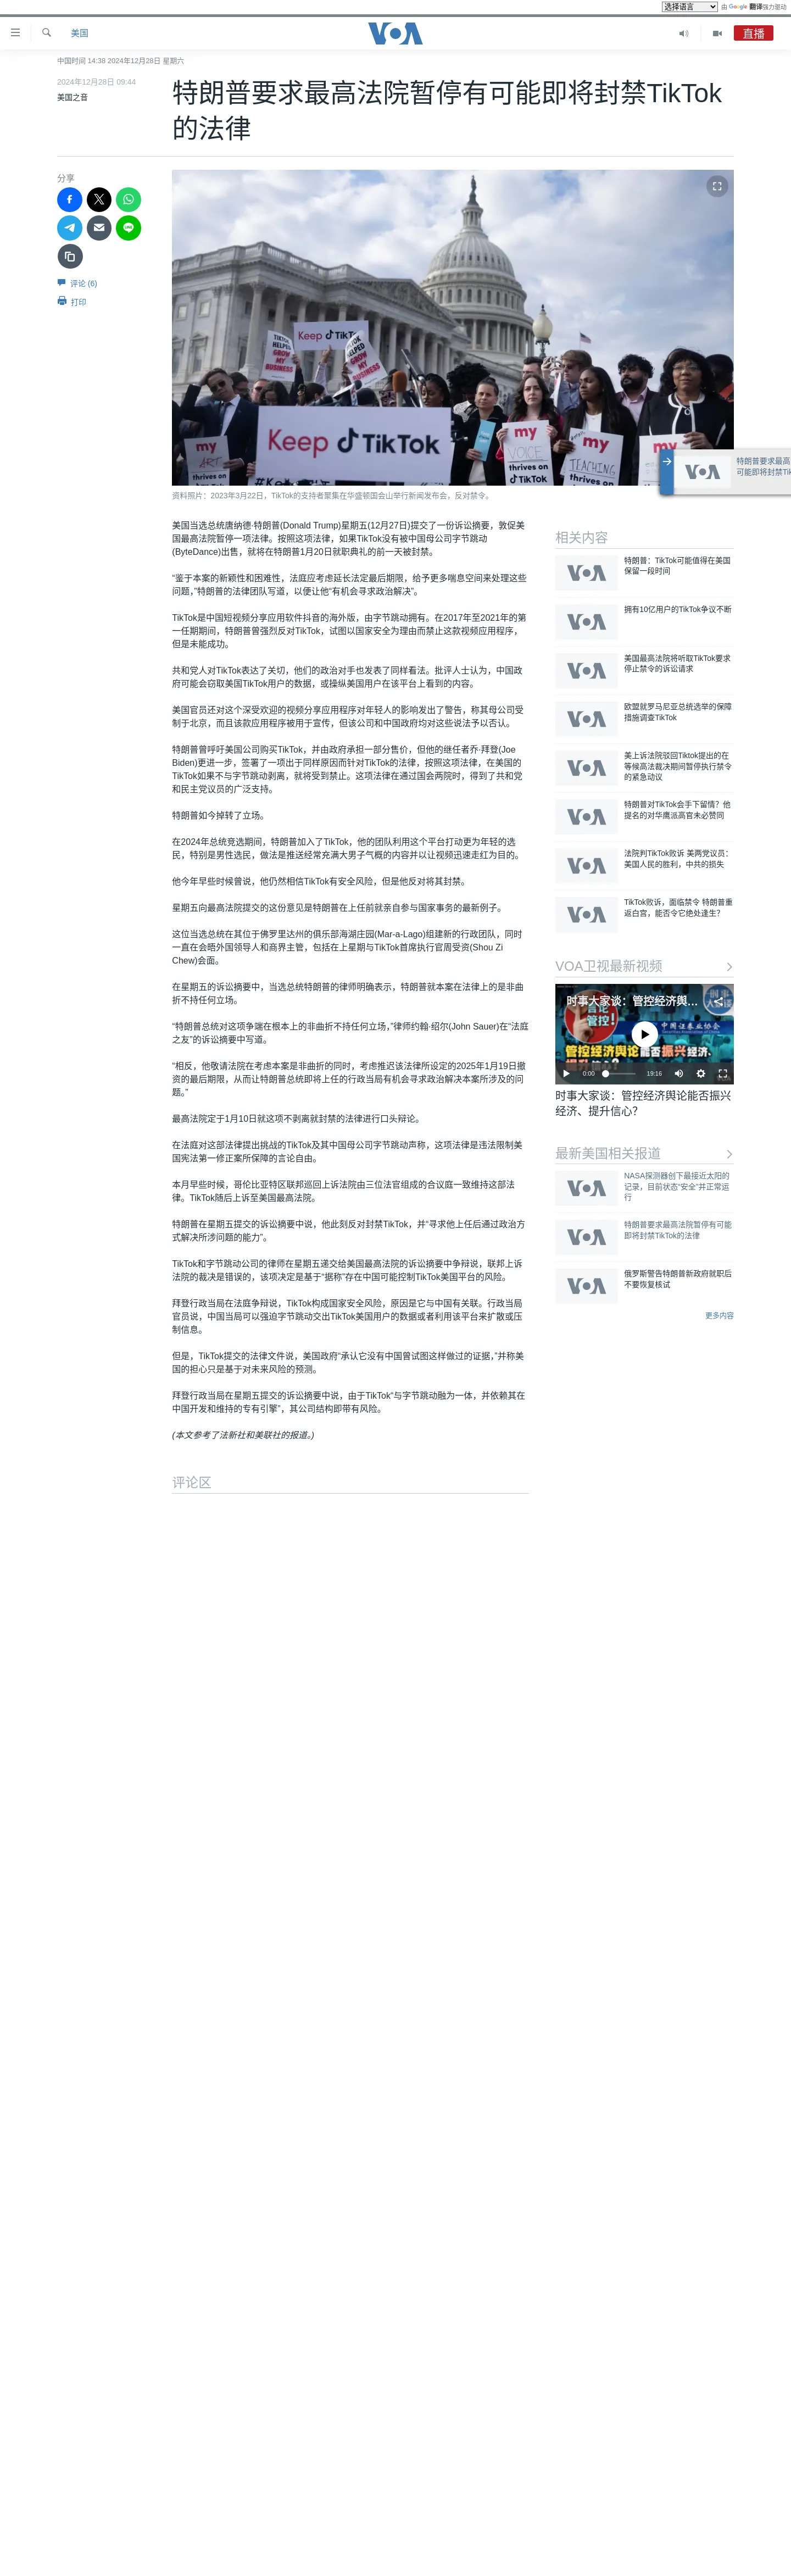 选择语言 由 Google 翻译强力驱动
美国
VOA
直播
中国时间 14:38 2024年12月28日 星期六
2024年12月28日 09:44
美国之音
特朗普要求最高法院暂停有可能即将封禁TikTok
的法律
分享
评论 (6)
打印
Keep TikTok
TIKTOK HELPED GROW MY BUSINESS
TIKTOK HELPED GROW MY BUSINESS
Keep TikTok
my ART thrives on TikTok
my VOICE thrives on TikTok
my TEACHING thrives on
my
thrives on
资料照片：2023年3月22日，TikTok的支持者聚集在华盛顿国会山举行新闻发布会，反对禁令。
VOA
特朗普要求最高
可能即将封禁Tik
美国当选总统唐纳德·特朗普(Donald Trump)星期五(12月27日)提交了一份诉讼摘要，敦促美
国最高法院暂停一项法律。按照这项法律，如果TikTok没有被中国母公司字节跳动
(ByteDance)出售，就将在特朗普1月20日就职典礼的前一天被封禁。
“鉴于本案的新颖性和困难性，法庭应考虑延长法定最后期限，给予更多喘息空间来处理这些
问题，”特朗普的法律团队写道，以便让他“有机会寻求政治解决”。
TikTok是中国短视频分享应用软件抖音的海外版，由字节跳动拥有。在2017年至2021年的第
一任期期间，特朗普曾强烈反对TikTok，试图以国家安全为理由而禁止这款视频应用程序，
但是未能成功。
共和党人对TikTok表达了关切，他们的政治对手也发表了同样看法。批评人士认为，中国政
府可能会窃取美国TikTok用户的数据，或操纵美国用户在该平台上看到的内容。
美国官员还对这个深受欢迎的视频分享应用程序对年轻人的影响发出了警告，称其母公司受
制于北京，而且该款应用程序被用于宣传，但该公司和中国政府均对这些说法予以否认。
特朗普曾呼吁美国公司购买TikTok，并由政府承担一部分售价，但他的继任者乔·拜登(Joe
Biden)更进一步，签署了一项出于同样原因而针对TikTok的法律，按照这项法律，在美国的
TikTok如果不与字节跳动剥离，就将受到禁止。这项法律在通过国会两院时，得到了共和党
和民主党议员的广泛支持。
特朗普如今掉转了立场。
在2024年总统竞选期间，特朗普加入了TikTok，他的团队利用这个平台打动更为年轻的选
民，特别是男性选民，做法是推送经常充满大男子气概的内容并以让视频迅速走红为目的。
他今年早些时候曾说，他仍然相信TikTok有安全风险，但是他反对将其封禁。
星期五向最高法院提交的这份意见是特朗普在上任前就亲自参与国家事务的最新例子。
这位当选总统在其位于佛罗里达州的俱乐部海湖庄园(Mar-a-Lago)组建新的行政团队，同时
一直在会晤外国领导人和商界主管，包括在上星期与TikTok首席执行官周受资(Shou Zi
Chew)会面。
在星期五的诉讼摘要中，当选总统特朗普的律师明确表示，特朗普就本案在法律上的是非曲
折不持任何立场。
“特朗普总统对这项争端在根本上的非曲折不持任何立场，”律师约翰·绍尔(John Sauer)在“法庭
之友”的诉讼摘要中写道。
“相反，他敬请法院在考虑本案是非曲折的同时，考虑推迟该法律所设定的2025年1月19日撤
资的最后期限，从而让特朗普总统即将上任的行政当局有机会寻求政治解决本案所涉及的问
题。”
最高法院定于1月10日就这项不剥离就封禁的法律进行口头辩论。
在法庭对这部法律提出挑战的TikTok及其中国母公司字节跳动声称，这项法律是违法限制美
国宪法第一修正案所保障的言论自由。
本月早些时候，哥伦比亚特区联邦巡回上诉法院由三位法官组成的合议庭一致维持这部法
律。TikTok随后上诉至美国最高法院。
特朗普在星期五提交的诉讼摘要中说，他此刻反对封禁TikTok，并“寻求他上任后通过政治方
式解决所涉问题的能力”。
TikTok和字节跳动公司的律师在星期五递交给美国最高法院的诉讼摘要中争辩说，联邦上诉
法院的裁决是错误的，该项决定是基于“据称”存在中国可能控制TikTok美国平台的风险。
拜登行政当局在法庭争辩说，TikTok构成国家安全风险，原因是它与中国有关联。行政当局
官员说，中国当局可以强迫字节跳动交出TikTok美国用户的数据或者利用该平台来扩散或压
制信息。
但是，TikTok提交的法律文件说，美国政府“承认它没有中国曾试图这样做过的证据，”并称美
国的担心只是基于对未来风险的预测。
拜登行政当局在星期五提交的诉讼摘要中说，由于TikTok“与字节跳动融为一体，并依赖其在
中国开发和维持的专有引擎”，其公司结构即带有风险。
(本文参考了法新社和美联社的报道。)
评论区
相关内容
VOA
特朗普：TikTok可能值得在美国
保留一段时间
VOA
拥有10亿用户的TikTok争议不断
VOA
美国最高法院将听取TikTok要求
停止禁令的诉讼请求
VOA
欧盟就罗马尼亚总统选举的保障
措施调查TikTok
VOA
美上诉法院驳回Tiktok提出的在
等候高法裁决期间暂停执行禁令
的紧急动议
VOA
特朗普对TikTok会手下留情？他
提名的对华鹰派高官未必赞同
VOA
法院判TikTok败诉 美两党议员：
美国人民的胜利，中共的损失
VOA
TikTok败诉，面临禁令 特朗普重
返白宫，能否令它绝处逢生？
VOA卫视最新视频
时事大家谈：管控经济舆…
言论管控！
中国证券业协会
管控经济舆论能否振兴经济、
提升信心？
0:00 19:16
时事大家谈：管控经济舆论能否振兴
经济、提升信心？
最新美国相关报道
VOA
NASA探测器创下最接近太阳的
记录，目前状态“安全”并正常运
行
VOA
特朗普要求最高法院暂停有可能
即将封禁TikTok的法律
VOA
俄罗斯警告特朗普新政府就职后
不要恢复核试
更多内容